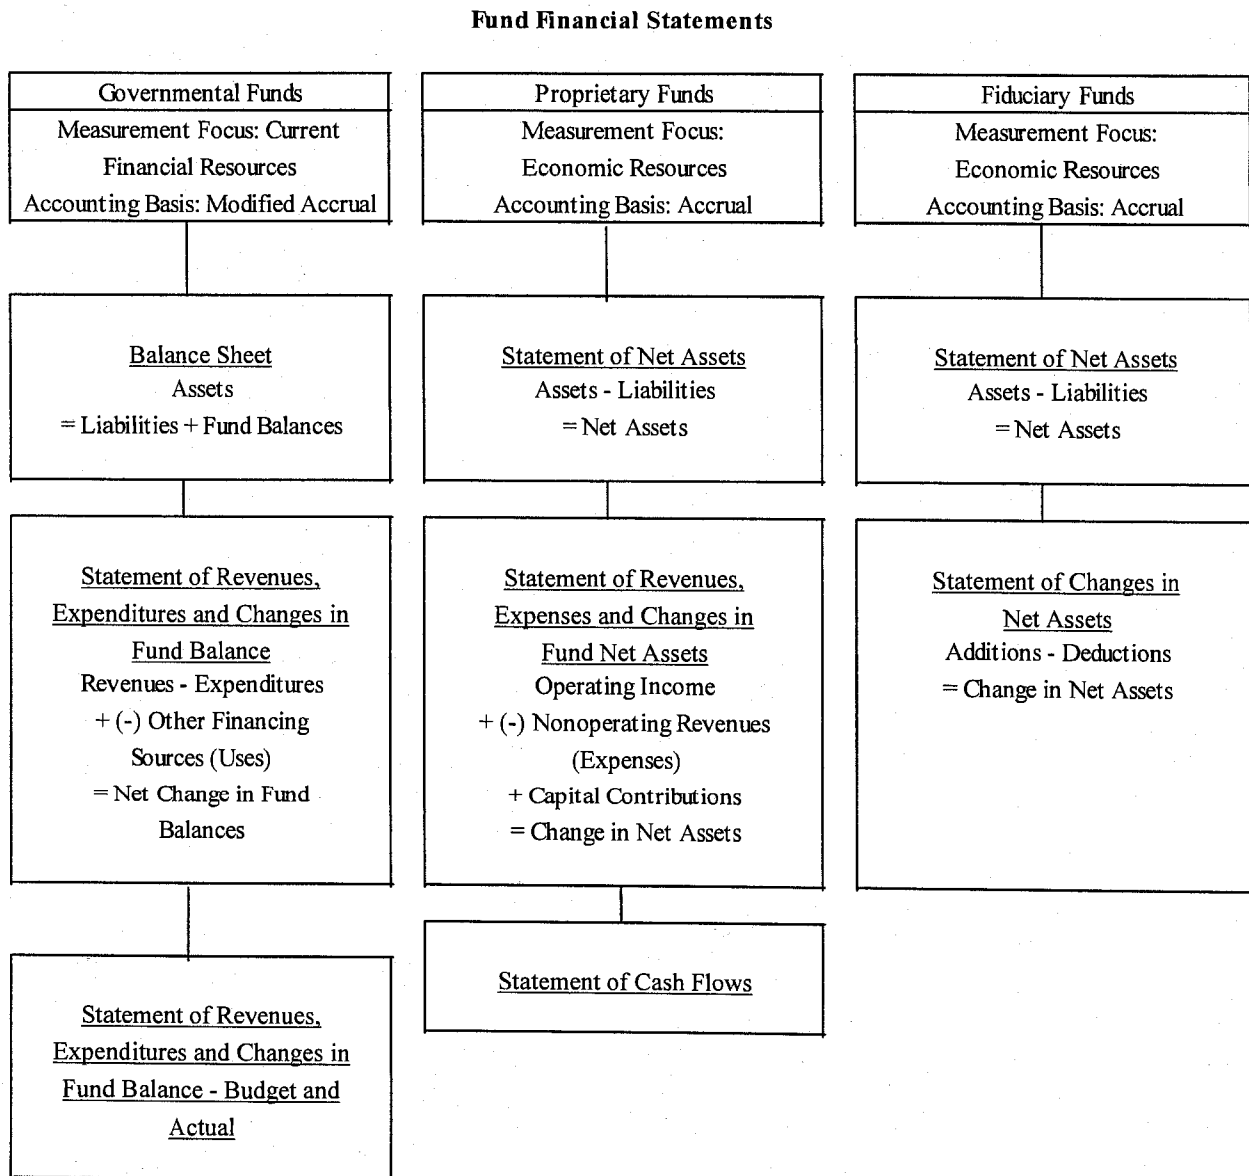 Fund Financial Statements
Governmental Funds
Measurement Focus: Current
Financial Resources
Accounting Basis: Modified Accrual
Balance Sheet
Assets
= Liabilities + Fund Balances
Statement of Revenues,
Expenditures and Changes in
Fund Balance
Revenues - Expenditures
+ (-) Other Financing
Sources (Uses)
= Net Change in Fund
Balances
Statement of Revenues,
Expenditures and Changes in
Fund Balance - Budget and
Actual
Proprietary Funds
Measurement Focus:
Economic Resources
Accounting Basis: Accrual
Statement of Net Assets
Assets - Liabilities
= Net Assets
Statement of Revenues,
Expenses and Changes in
Fund Net Assets
Operating Income
+ (-) Nonoperating Revenues
(Expenses)
+ Capital Contributions
= Change in Net Assets
Statement of Cash Flows
Fiduciary Funds
Measurement Focus:
Economic Resources
Accounting Basis: Accrual
Statement of Net Assets
Assets - Liabilities
= Net Assets
Statement of Changes in
Net Assets
Additions - Deductions
= Change in Net Assets